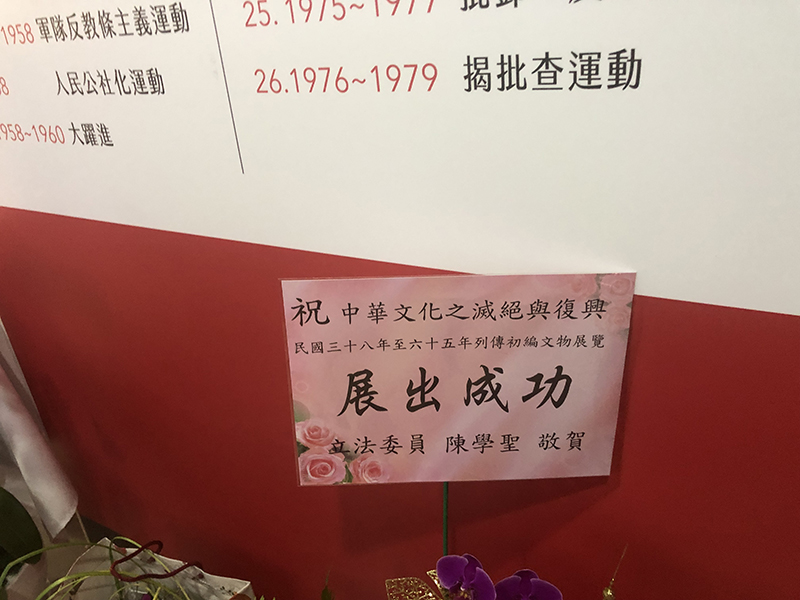 1958 軍隊反教條主義運動
8 人民公社化運動
958~1960 大躍進
25.1975~1977
26.1976~1979 揭批查運動
祝 中華文化之滅絕與復興
民國三十八年至六十五年列傳初編文物展覽
展出成功
立法委員 陳學聖 敬賀